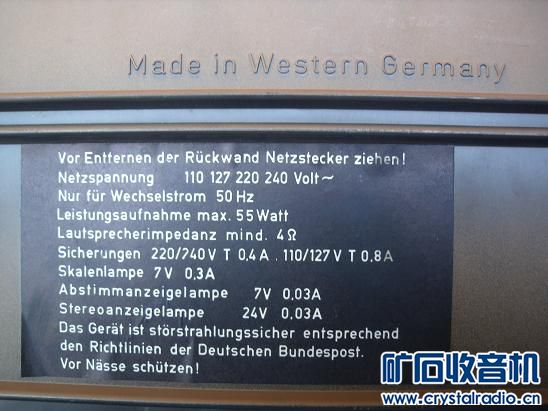 Made in Western Germany
Vor Entfernen der Rückwand Netzstecker ziehen!
Netzspannung 110 127 220 240 Volt~
Nur für Wechselstrom 50 Hz
Leistungsaufnahme max. 55 Watt
Lautsprecherimpedanz mind. 4 Ω
Sicherungen 220/240 V T 0,4 A . 110/127 V T 0,8 A
Skalenlampe 7V 0,3A
Abstimmanzeigelampe 7V 0,03A
Stereoanzeigelampe 24V 0,03A
Das Gerät ist störstrahlungssicher entsprechend
den Richtlinien der Deutschen Bundespost.
Vor Nässe schützen!
矿石收音机
www.crystalradio.cn